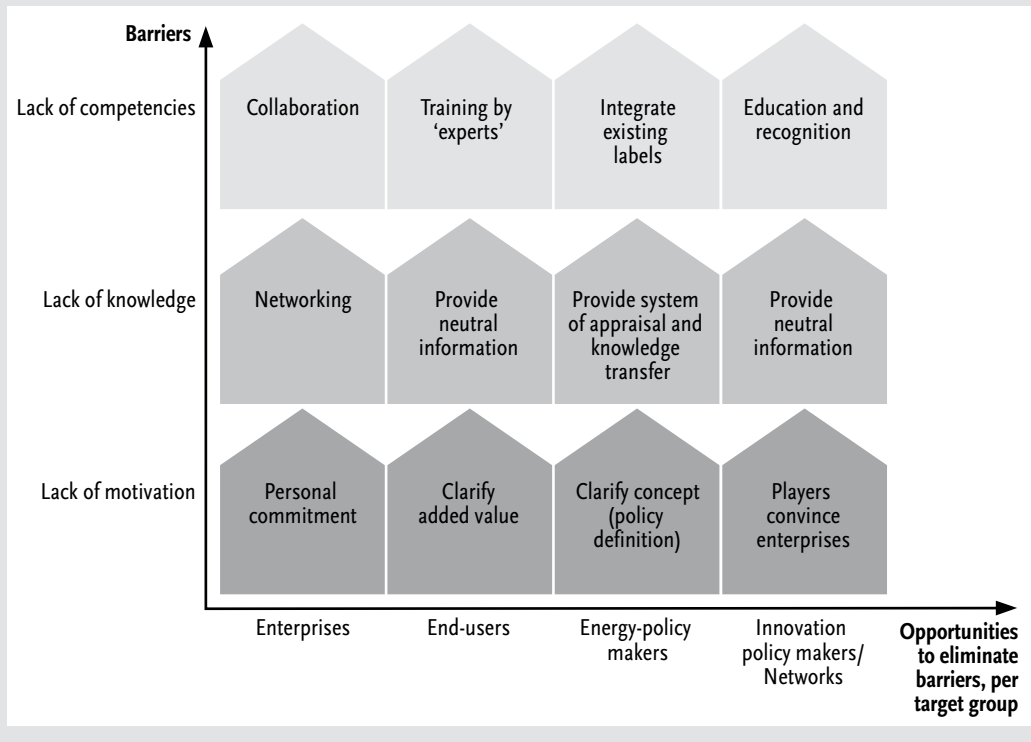 Barriers
Lack of competencies
Collaboration
Training by
‘experts’
Integrate
existing
labels
Education and
recognition
Lack of knowledge
Networking
Provide
neutral
information
Provide system
of appraisal and
knowledge
transfer
Provide
neutral
information
Lack of motivation
Personal
commitment
Clarify
added value
Clarify concept
(policy
definition)
Players
convince
enterprises
Enterprises
End-users
Energy-policy
makers
Innovation
policy makers/
Networks
Opportunities
to eliminate
barriers, per
target group